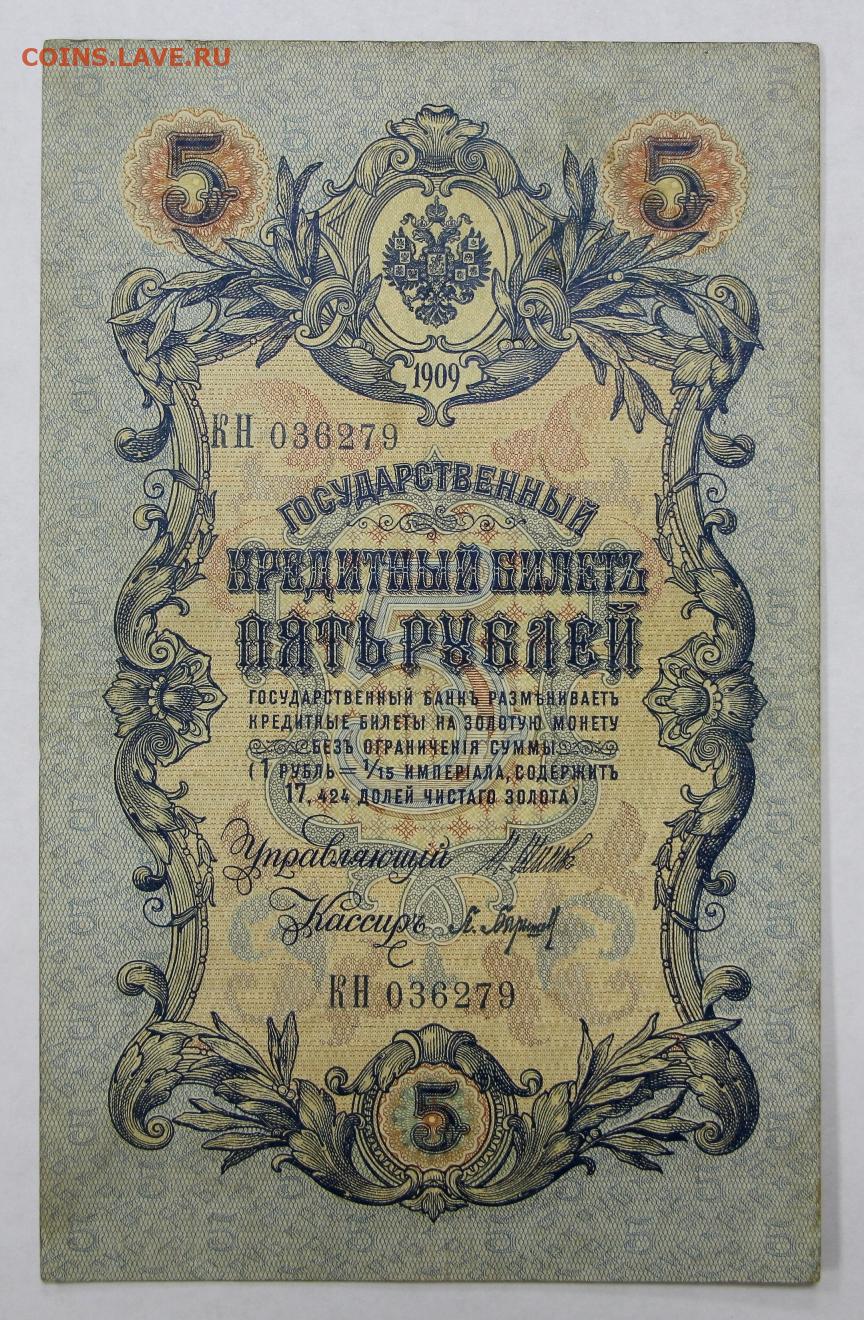 COINS.LAVE.RU
5 5
1909
КН 036279
ГОСУДАРСТВЕННЫЙ
КРЕДИТНЫЙ БИЛЕТЪ
ПЯТЬ РУБЛЕЙ
ГОСУДАРСТВЕННЫЙ БАНКЪ РАЗМѢНИВАЕТЪ
КРЕДИТНЫЕ БИЛЕТЫ НА ЗОЛОТУЮ МОНЕТУ
БЕЗЪ ОГРАНИЧЕНІЯ СУММЫ
(1 РУБЛЬ = 1/15 ИМПЕРІАЛА, СОДЕРЖИТЪ
17,424 ДОЛЕЙ ЧИСТАГО ЗОЛОТА).
Управляющій
Кассиръ
КН 036279
5